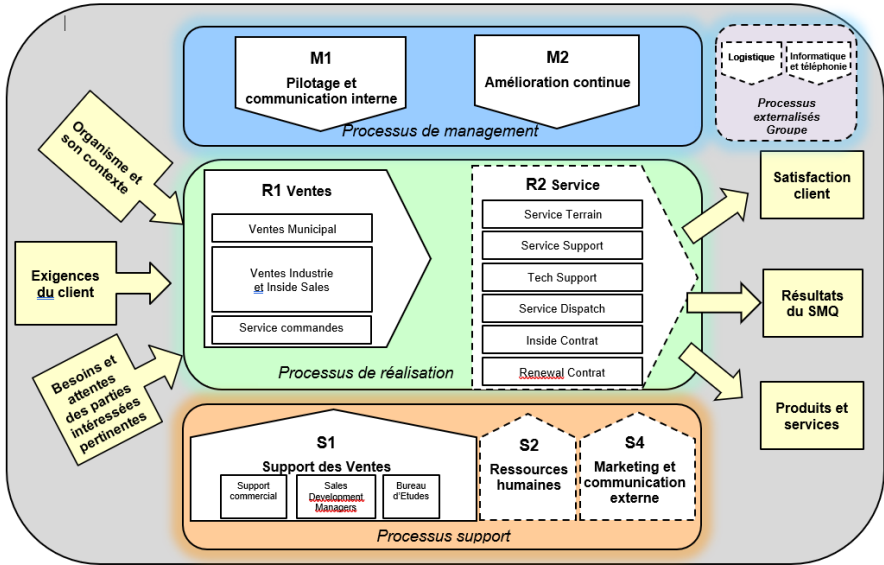 M1
Pilotage et
communication interne
M2
Amélioration continue
Processus de management
Logistique
Informatique
et téléphonie
Processus
externalisés
Groupe
Organisme et
son contexte
Exigences
du client
Besoins et
attentes
des parties
intéressées
pertinentes
R1 Ventes
Ventes Municipal
Ventes Industrie
et Inside Sales
Service commandes
R2 Service
Service Terrain
Service Support
Tech Support
Service Dispatch
Inside Contrat
Renewal Contrat
Processus de réalisation
Satisfaction
client
Résultats
du SMQ
Produits et
services
S1
Support des Ventes
Support
commercial
Sales
Development
Managers
Bureau
d'Etudes
S2
Ressources
humaines
S4
Marketing et
communication
externe
Processus support